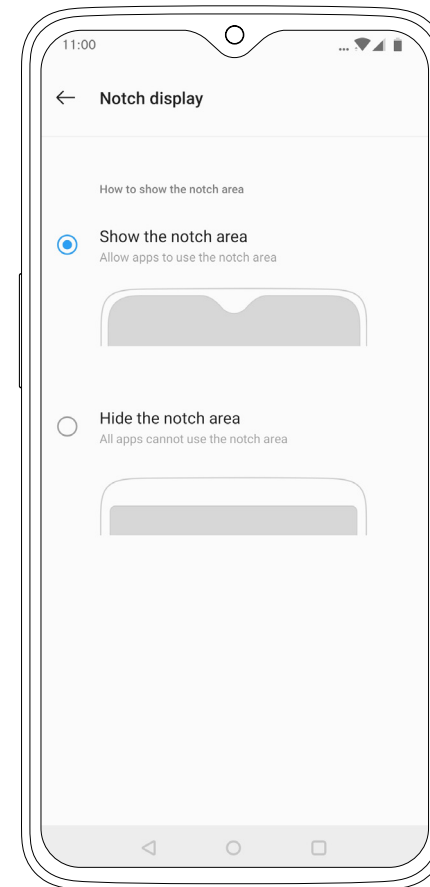 11:00
Notch display
How to show the notch area
Show the notch area
Allow apps to use the notch area
Hide the notch area
All apps cannot use the notch area